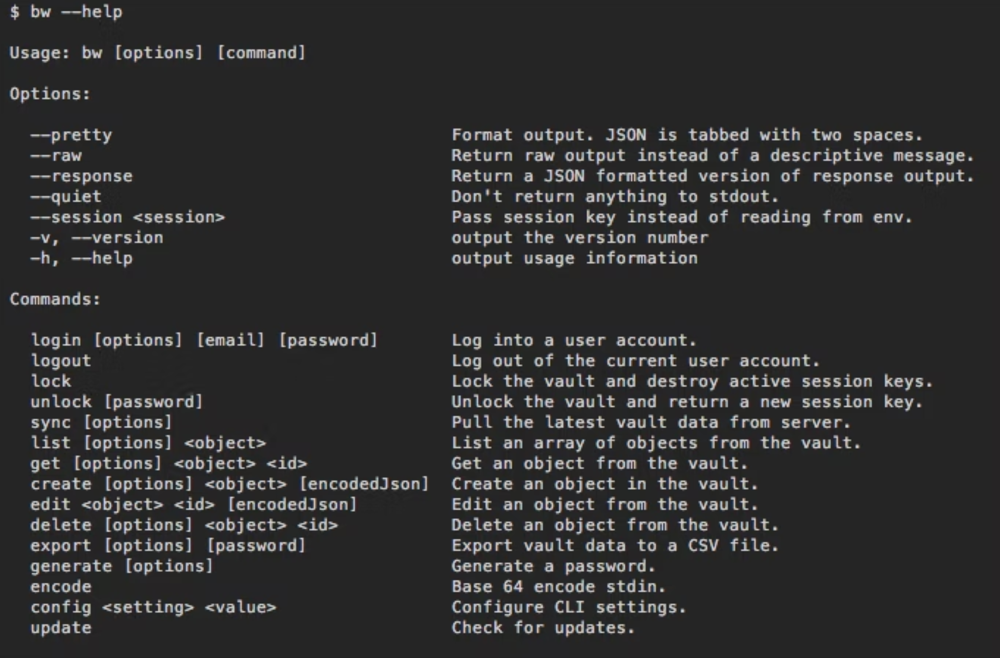 $ bw --help
Usage: bw [options] [command]
Options:
--pretty Format output. JSON is tabbed with two spaces.
--raw Return raw output instead of a descriptive message.
--response Return a JSON formatted version of response output.
--quiet Don't return anything to stdout.
--session <session> Pass session key instead of reading from env.
-v, --version output the version number
-h, --help output usage information
Commands:
login [options] [email] [password] Log into a user account.
logout Log out of the current user account.
lock Lock the vault and destroy active session keys.
unlock [password] Unlock the vault and return a new session key.
sync [options] Pull the latest vault data from server.
list [options] <object> List an array of objects from the vault.
get [options] <object> <id> Get an object from the vault.
create [options] <object> [encodedJson] Create an object in the vault.
edit <object> <id> [encodedJson] Edit an object from the vault.
delete [options] <object> <id> Delete an object from the vault.
export [options] [password] Export vault data to a CSV file.
generate [options] Generate a password.
encode Base 64 encode stdin.
config <setting> <value> Configure CLI settings.
update Check for updates.